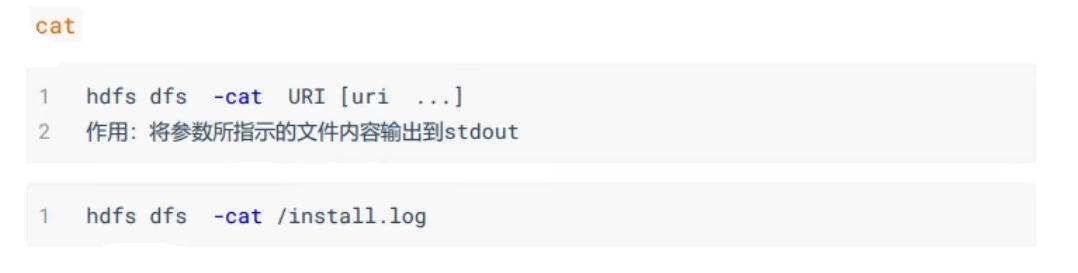 cat
1 hdfs dfs -cat URI [uri ...]
2 作用：将参数所指示的文件内容输出到stdout
1 hdfs dfs -cat /install.log